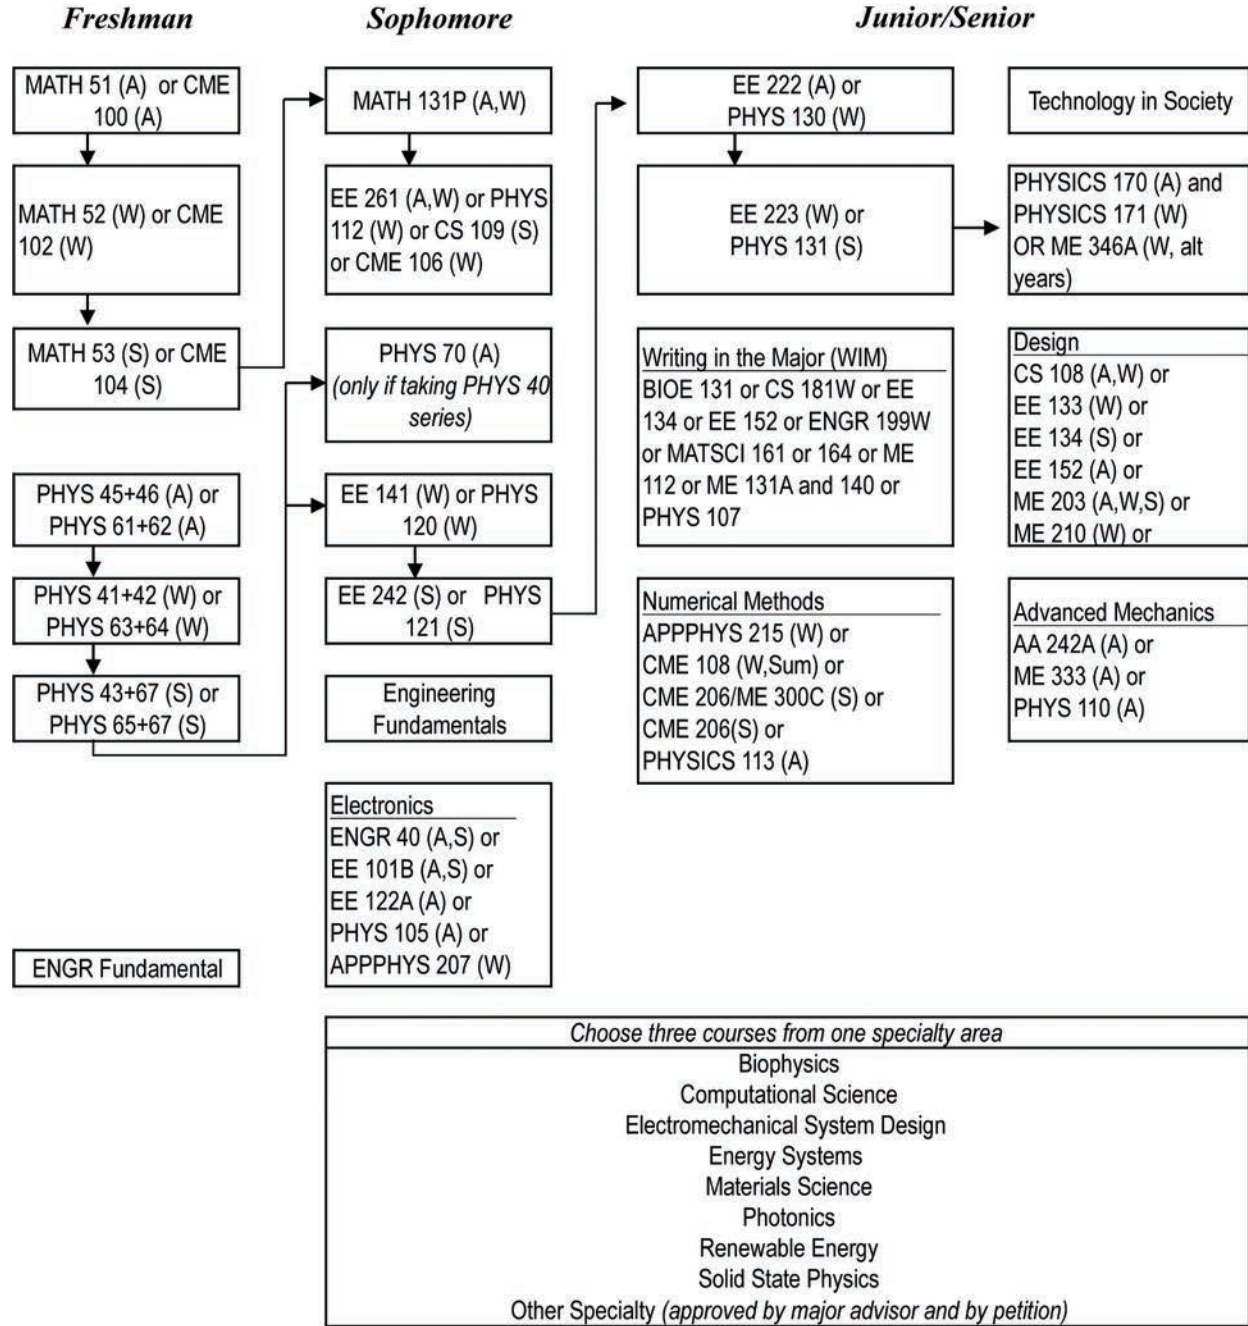 Freshman
Sophomore
Junior/Senior
MATH 51 (A) or CME
100 (A)
MATH 52 (W) or CME
102 (W)
MATH 53 (S) or CME
104 (S)
PHYS 45+46 (A) or
PHYS 61+62 (A)
PHYS 41+42 (W) or
PHYS 63+64 (W)
PHYS 43+67 (S) or
PHYS 65+67 (S)
ENGR Fundamental
MATH 131P (A,W)
EE 261 (A,W) or PHYS
112 (W) or CS 109 (S)
or CME 106 (W)
PHYS 70 (A)
(only if taking PHYS 40
series)
EE 141 (W) or PHYS
120 (W)
EE 242 (S) or PHYS
121 (S)
Engineering
Fundamentals
Electronics
ENGR 40 (A,S) or
EE 101B (A,S) or
EE 122A (A) or
PHYS 105 (A) or
APPPHYS 207 (W)
EE 222 (A) or
PHYS 130 (W)
EE 223 (W) or
PHYS 131 (S)
Writing in the Major (WIM)
BIOE 131 or CS 181W or EE
134 or EE 152 or ENGR 199W
or MATSCI 161 or 164 or ME
112 or ME 131A and 140 or
PHYS 107
Numerical Methods
APPPHYS 215 (W) or
CME 108 (W,Sum) or
CME 206/ME 300C (S) or
CME 206(S) or
PHYSICS 113 (A)
Technology in Society
PHYSICS 170 (A) and
PHYSICS 171 (W)
OR ME 346A (W, alt
years)
Design
CS 108 (A,W) or
EE 133 (W) or
EE 134 (S) or
EE 152 (A) or
ME 203 (A,W,S) or
ME 210 (W) or
Advanced Mechanics
AA 242A (A) or
ME 333 (A) or
PHYS 110 (A)
Choose three courses from one specialty area
Biophysics
Computational Science
Electromechanical System Design
Energy Systems
Materials Science
Photonics
Renewable Energy
Solid State Physics
Other Specialty (approved by major advisor and by petition)